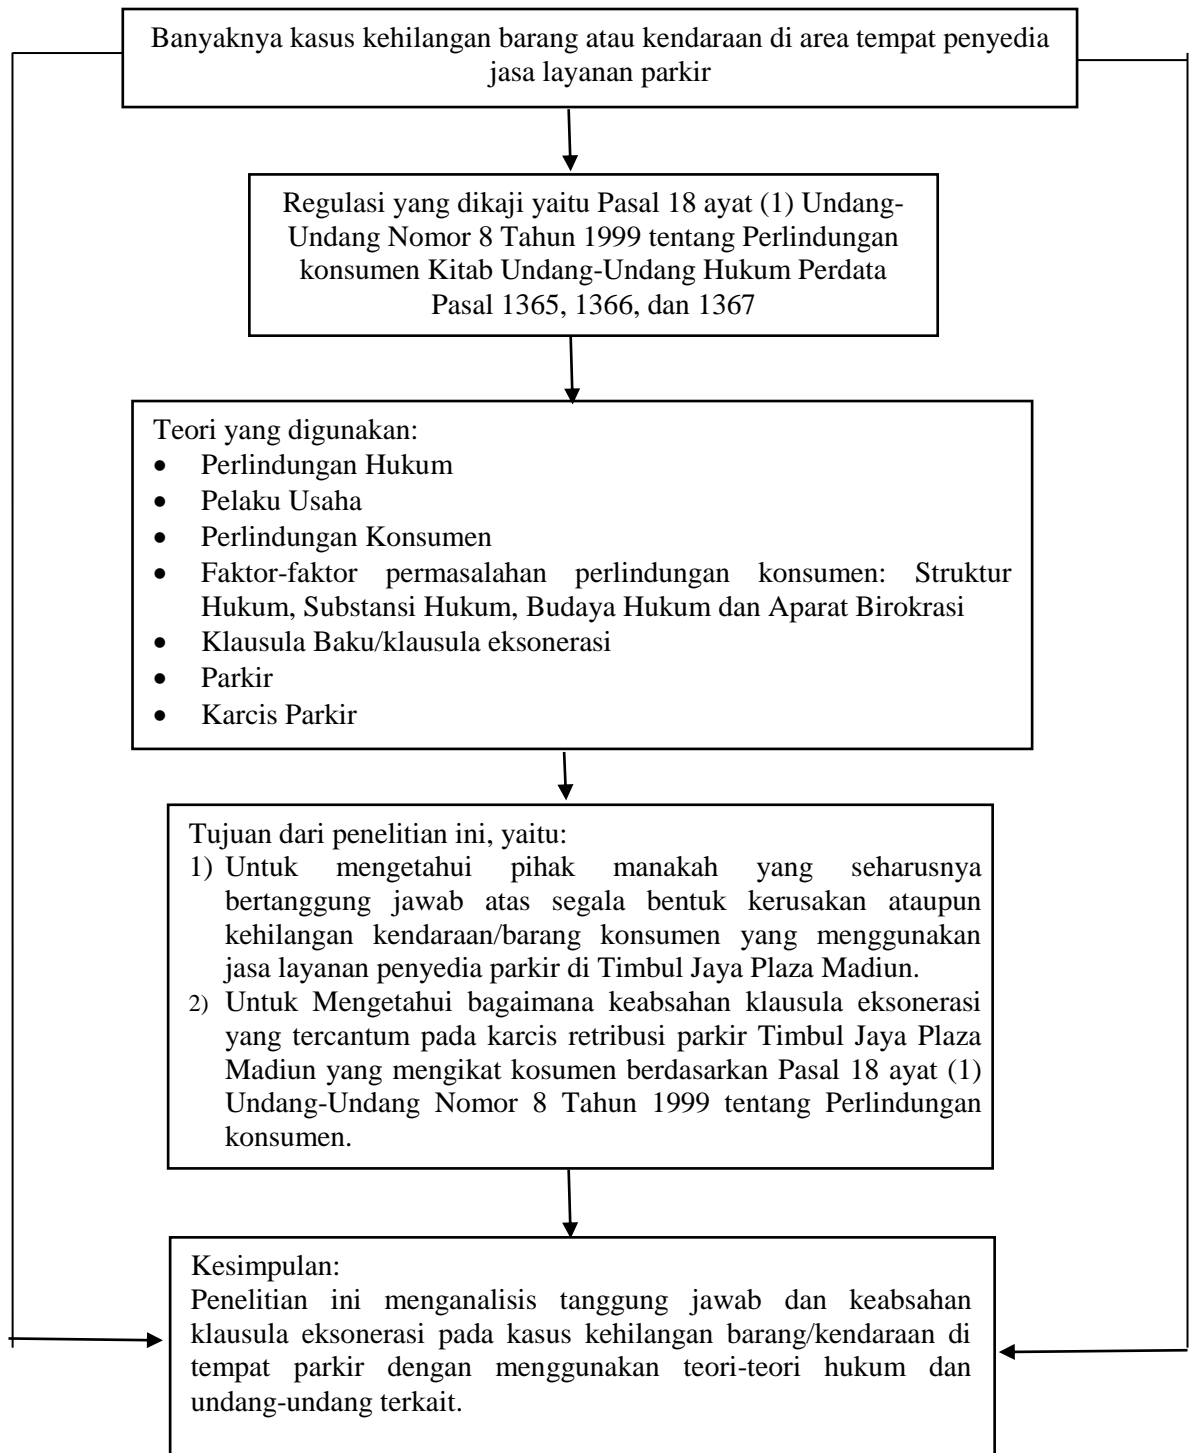 Banyaknya kasus kehilangan barang atau kendaraan di area tempat penyedia
jasa layanan parkir
Regulasi yang dikaji yaitu Pasal 18 ayat (1) Undang-
Undang Nomor 8 Tahun 1999 tentang Perlindungan
konsumen Kitab Undang-Undang Hukum Perdata
Pasal 1365, 1366, dan 1367
Teori yang digunakan:
• Perlindungan Hukum
• Pelaku Usaha
• Perlindungan Konsumen
• Faktor-faktor permasalahan perlindungan konsumen: Struktur
Hukum, Substansi Hukum, Budaya Hukum dan Aparat Birokrasi
• Klausula Baku/klausula eksonerasi
• Parkir
• Karcis Parkir
Tujuan dari penelitian ini, yaitu:
1) Untuk mengetahui pihak manakah yang seharusnya
bertanggung jawab atas segala bentuk kerusakan ataupun
kehilangan kendaraan/barang konsumen yang menggunakan
jasa layanan penyedia parkir di Timbul Jaya Plaza Madiun.
2) Untuk Mengetahui bagaimana keabsahan klausula eksonerasi
yang tercantum pada karcis retribusi parkir Timbul Jaya Plaza
Madiun yang mengikat kosumen berdasarkan Pasal 18 ayat (1)
Undang-Undang Nomor 8 Tahun 1999 tentang Perlindungan
konsumen.
Kesimpulan:
Penelitian ini menganalisis tanggung jawab dan keabsahan
klausula eksonerasi pada kasus kehilangan barang/kendaraan di
tempat parkir dengan menggunakan teori-teori hukum dan
undang-undang terkait.